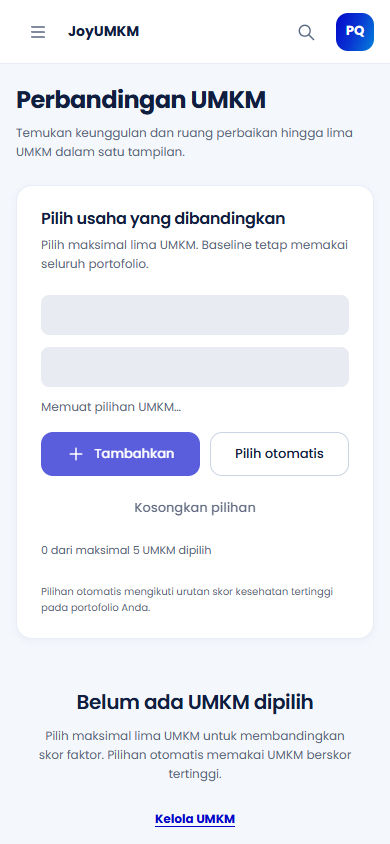 JoyUMKM
PQ
Perbandingan UMKM
Temukan keunggulan dan ruang perbaikan hingga lima
UMKM dalam satu tampilan.
Pilih usaha yang dibandingkan
Pilih maksimal lima UMKM. Baseline tetap memakai
seluruh portofolio.
Memuat pilihan UMKM...
Tambahkan
Pilih otomatis
Kosongkan pilihan
0 dari maksimal 5 UMKM dipilih
Pilihan otomatis mengikuti urutan skor kesehatan tertinggi
pada portofolio Anda.
Belum ada UMKM dipilih
Pilih maksimal lima UMKM untuk membandingkan
skor faktor. Pilihan otomatis memakai UMKM berskor
tertinggi.
Kelola UMKM